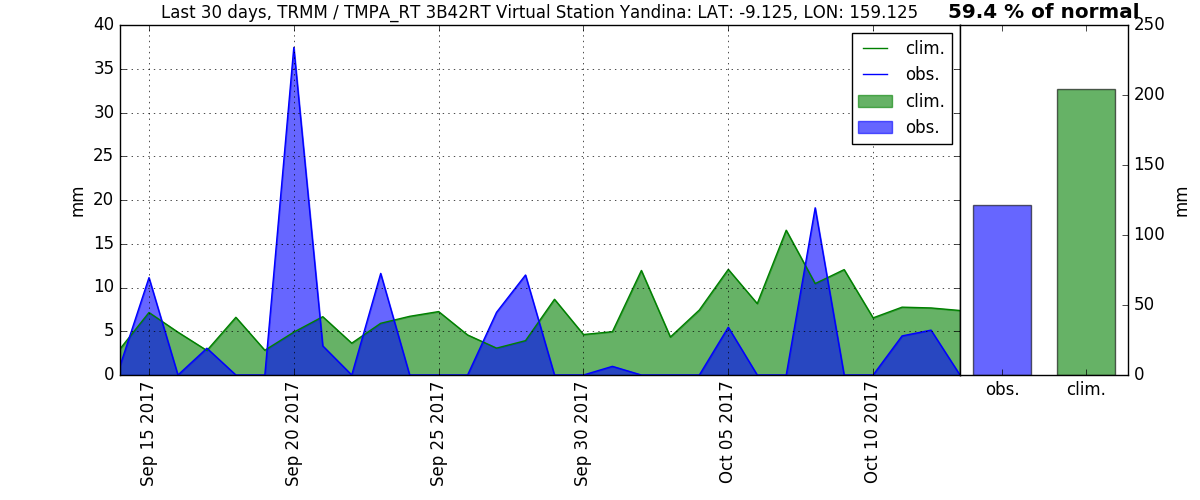 Last 30 days, TRMM / TMPA_RT 3B42RT Virtual Station Yandina: LAT: -9.125, LON: 159.125
59.4 % of normal
40
35
30
25
20
15
10
5
0
mm
clim.
obs.
clim.
obs.
250
200
150
100
50
0
mm
obs.
clim.
Sep 15 2017
Sep 20 2017
Sep 25 2017
Sep 30 2017
Oct 05 2017
Oct 10 2017